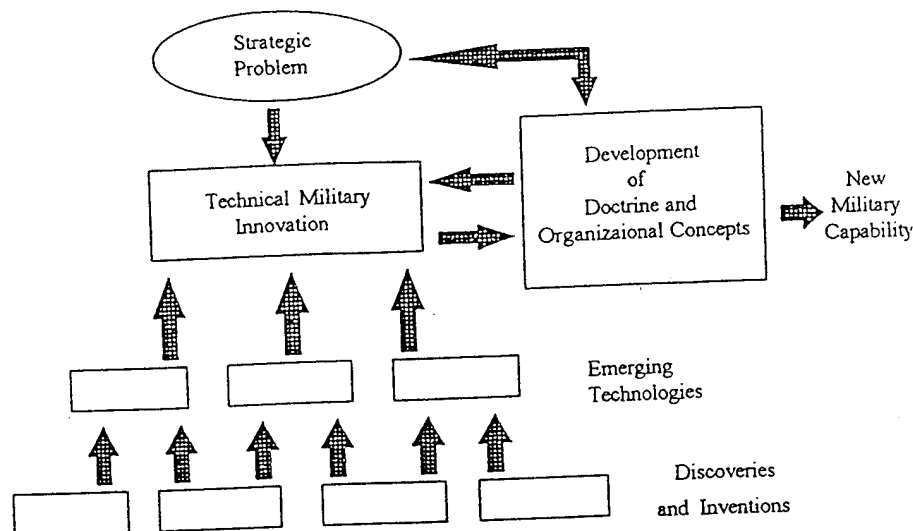 Strategic
Problem
Technical Military
Innovation
Development
of
Doctrine and
Organizaional Concepts
New
Military
Capability
Emerging
Technologies
Discoveries
and Inventions